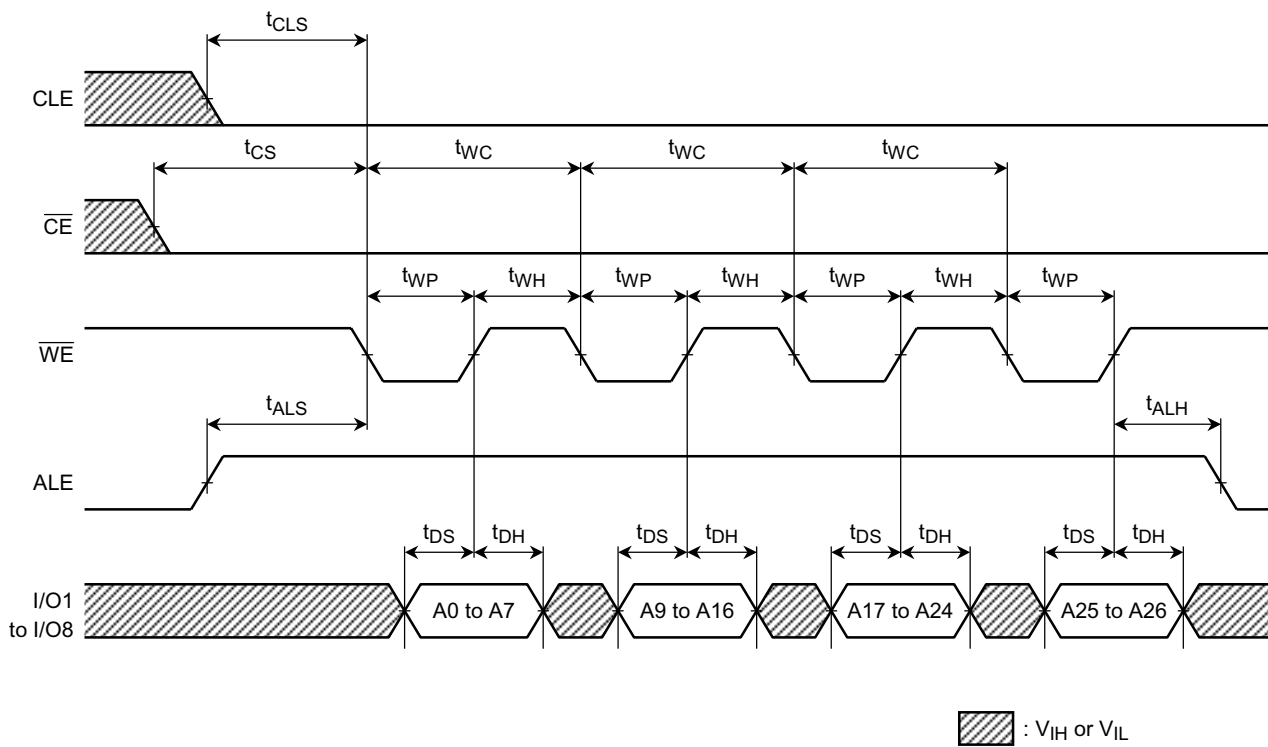 tCLS
CLE
tCS tWC tWC tWC
CE
tWP tWH tWP tWH tWP tWH tWP
WE
tALS tALH
ALE
tDS tDH tDS tDH tDS tDH tDS tDH
I/O1
to I/O8
A0 to A7 A9 to A16 A17 to A24 A25 to A26
: VIH or VIL